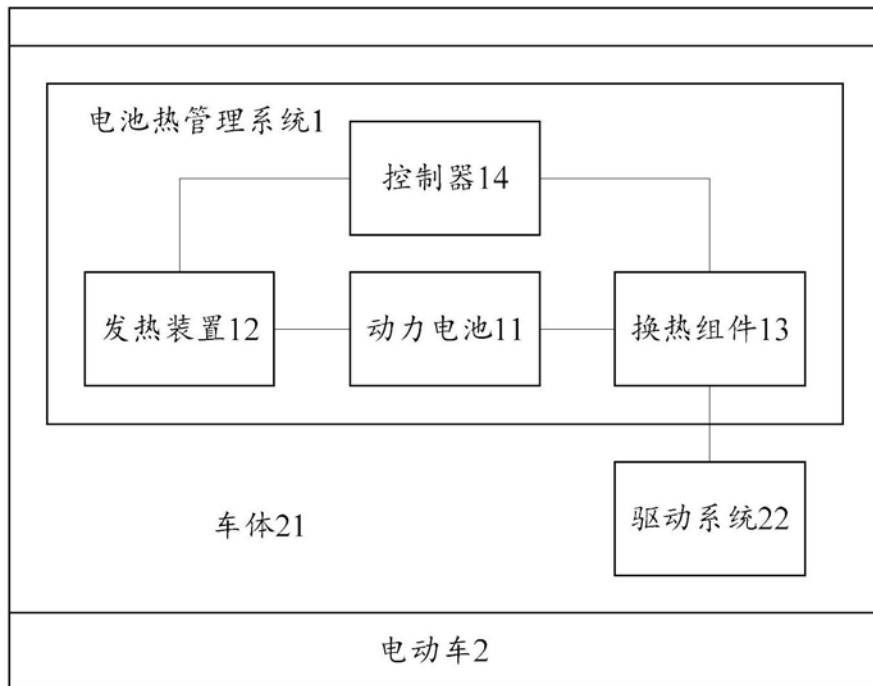 电池热管理系统1
控制器14
发热装置12
动力电池11
换热组件13
车体21
驱动系统22
电动车2